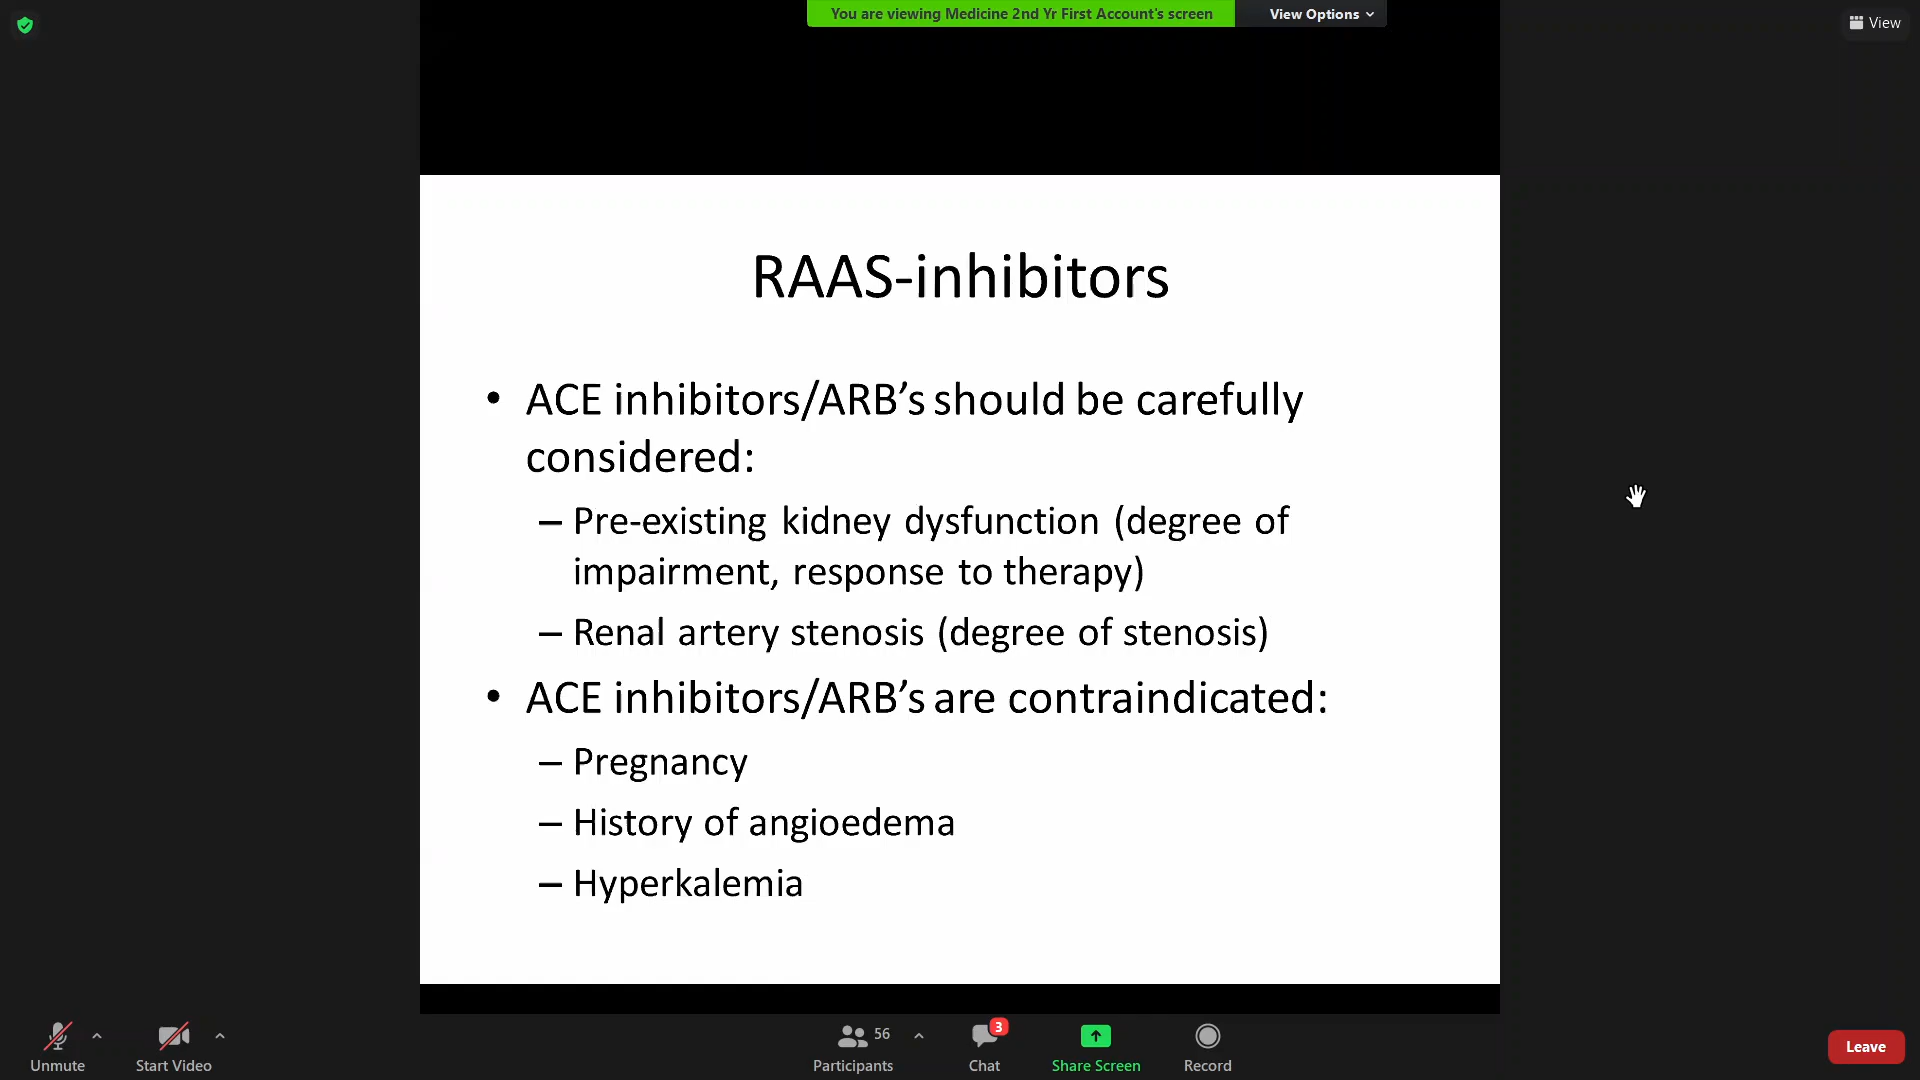 You are viewing Medicine 2nd Yr First Account's screen
View Options
View
RAAS-inhibitors
• ACE inhibitors/ARB's should be carefully
considered:
– Pre-existing kidney dysfunction (degree of
impairment, response to therapy)
– Renal artery stenosis (degree of stenosis)
• ACE inhibitors/ARB's are contraindicated:
– Pregnancy
– History of angioedema
– Hyperkalemia
56
3
Unmute
Start Video
Participants
Chat
Share Screen
Record
Leave